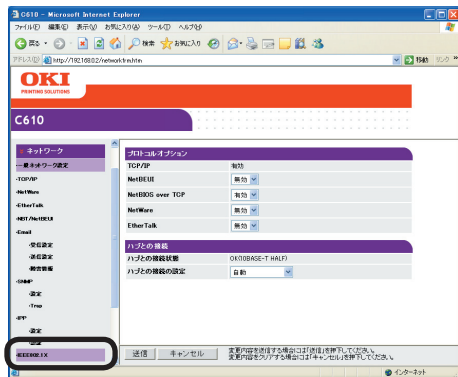 C610 - Microsoft Internet Explorer
ファイル(F) 編集(E) 表示(V) お気に入り(A) ツール(T) ヘルプ(H)
戻る 検索 お気に入り
アドレス(D) http://192.168.0.2/networkfrm.htm 移動 リンク »
OKI
PRINTING SOLUTIONS
C610
ネットワーク
一般ネットワーク設定
・TCP/IP
・NetWare
・EtherTalk
・NBT/NetBEUI
・Email
・受信設定
・送信設定
・障害情報
・SNMP
・設定
・Trap
・IPP
・設定
・IEEE802.1X
プロトコルオプション
TCP/IP 有効
NetBEUI 無効
NetBIOS over TCP 有効
NetWare 無効
EtherTalk 無効
ハブとの接続
ハブとの接続状態 OK(10BASE-T HALF)
ハブとの接続の設定 自動
送信 キャンセル
変更内容を送信する場合には「送信」を押下してください。
変更内容をクリアする場合には「キャンセル」を押下してください。
インターネット